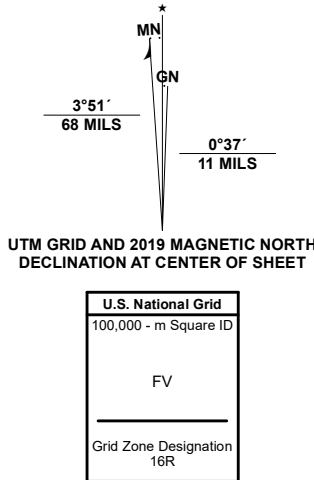 ★
MN
GN
3°51´
68 MILS
0°37´
11 MILS
UTM GRID AND 2019 MAGNETIC NORTH
DECLINATION AT CENTER OF SHEET
U.S. National Grid
100,000 - m Square ID
FV
Grid Zone Designation
16R